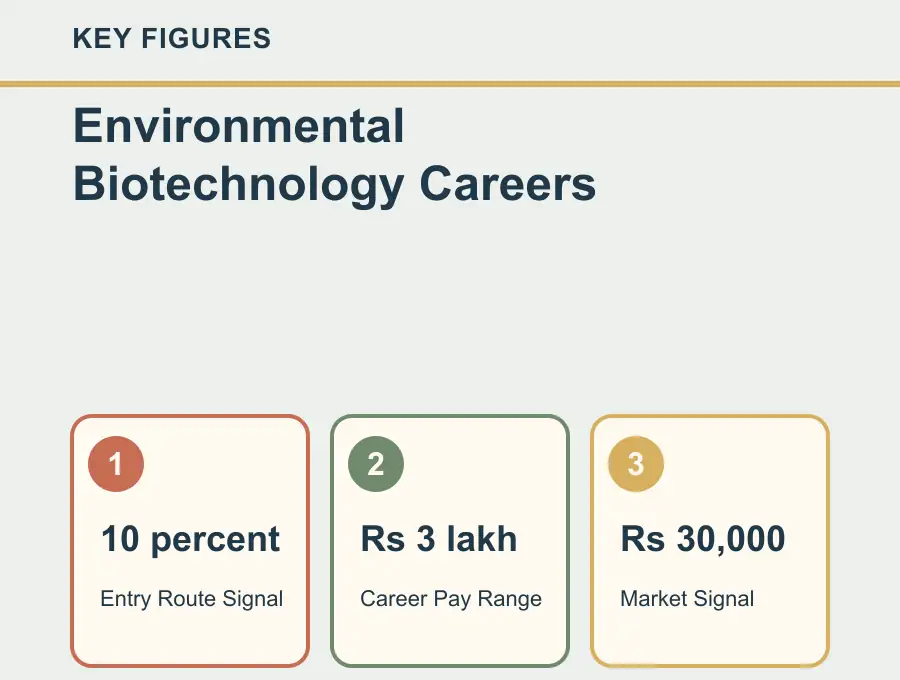 KEY FIGURES
Environmental
Biotechnology Careers
1
10 percent
Entry Route Signal
2
Rs 3 lakh
Career Pay Range
3
Rs 30,000
Market Signal